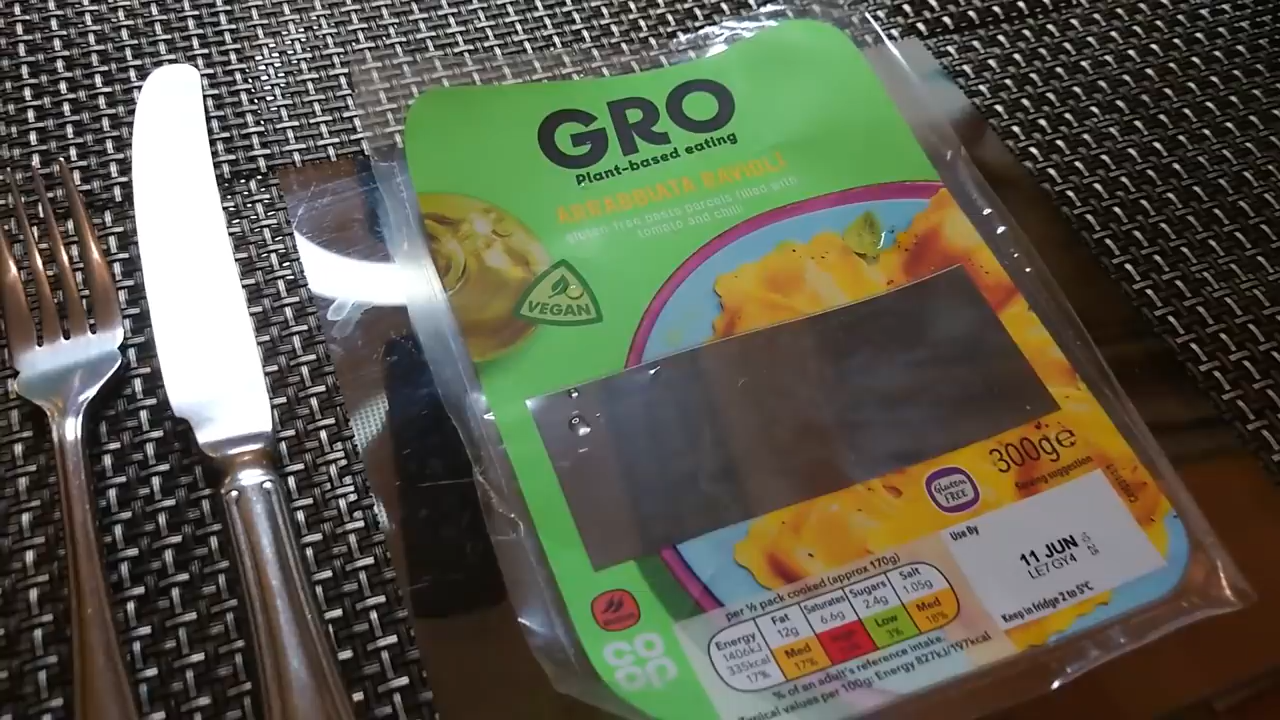 GRO
Plant-based eating
ARRABBIATA RAVIOLI
gluten free pasta parcels filled with
tomato and chilli
VEGAN
300g e
Serving suggestion
Gluten
FREE
Use By
11 JUN
LE7 GY4
Keep in fridge 2 to 5°C
per ½ pack cooked (approx 170g)
Energy
1406kJ
335kcal
17%
Fat
12g
Med
17%
Saturates
6.6g
Sugars
2.4g
Low
3%
Salt
1.05g
Med
18%
% of an adult's reference intake.
Typical values per 100g: Energy 827kJ/197kcal
CO
OP